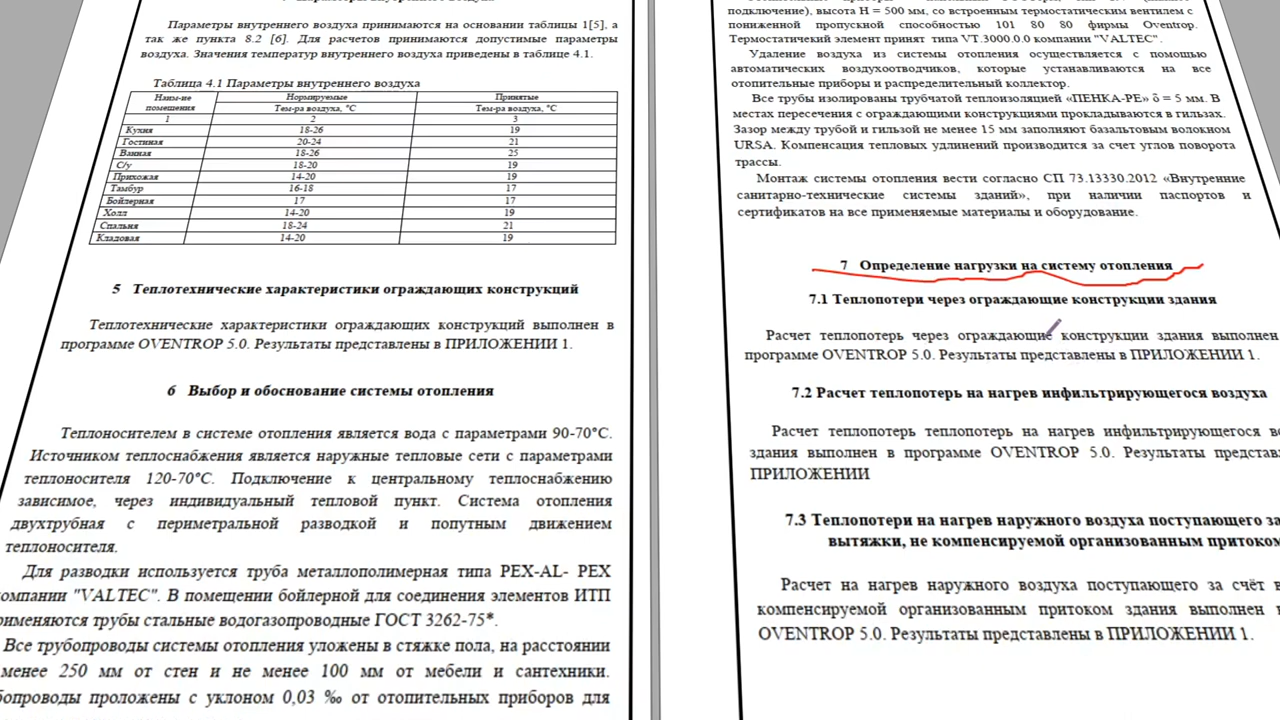 Параметры внутреннего воздуха принимаются на основании таблицы 1[5], а
так же пункта 8.2 [6]. Для расчетов принимаются допустимые параметры
воздуха. Значения температур внутреннего воздуха приведены в таблице 4.1.
Таблица 4.1 Параметры внутреннего воздуха
Наим-ие помещения Нормируемые Принятые
Тем-ра воздуха, °С Тем-ра воздуха, °С
1 2 3
Кухня 18-26 19
Гостиная 20-24 21
Ванная 18-26 25
С/у 18-20 19
Прихожая 14-20 19
Тамбур 16-18 17
Бойлерная 17 17
Холл 14-20 19
Спальня 18-24 21
Кладовая 14-20 19
5 Теплотехнические характеристики ограждающих конструкций
Теплотехнические характеристики ограждающих конструкций выполнен в
программе OVENTROP 5.0. Результаты представлены в ПРИЛОЖЕНИИ 1.
6 Выбор и обоснование системы отопления
Теплоносителем в системе отопления является вода с параметрами 90-70°С.
Источником теплоснабжения является наружные тепловые сети с параметрами
теплоносителя 120-70°С. Подключение к центральному теплоснабжению
зависимое, через индивидуальный тепловой пункт. Система отопления
двухтрубная с периметральной разводкой и попутным движением
теплоносителя.
Для разводки используется труба металлополимерная типа PEX-AL- PEX
омпании "VALTEC". В помещении бойлерной для соединения элементов ИТП
рименяются трубы стальные водогазопроводные ГОСТ 3262-75*.
Все трубопроводы системы отопления уложены в стяжке пола, на расстоянии
менее 250 мм от стен и не менее 100 мм от мебели и сантехники.
бопроводы проложены с уклоном 0,03 ‰ от отопительных приборов для
подключение), высота Н = 500 мм, со встроенным термостатическим вентилем с
пониженной пропускной способностью 101 80 80 фирмы Oventrop.
Термостатичекий элемент принят типа VT.3000.0.0 компании "VALTEC".
Удаление воздуха из системы отопления осуществляется с помощью
автоматических воздухоотводчиков, которые устанавливаются на все
отопительные приборы и распределительный коллектор.
Все трубы изолированы трубчатой теплоизоляцией «ПЕНКА-РЕ» δ = 5 мм. В
местах пересечения с ограждающими конструкциями прокладываются в гильзах.
Зазор между трубой и гильзой не менее 15 мм заполняют базальтовым волокном
URSA. Компенсация тепловых удлинений производится за счет углов поворота
трассы.
Монтаж системы отопления вести согласно СП 73.13330.2012 «Внутренние
санитарно-технические системы зданий», при наличии паспортов и
сертификатов на все применяемые материалы и оборудование.
7 Определение нагрузки на систему отопления
7.1 Теплопотери через ограждающие конструкции здания
Расчет теплопотерь через ограждающие конструкции здания выполнен
программе OVENTROP 5.0. Результаты представлены в ПРИЛОЖЕНИИ 1.
7.2 Расчет теплопотерь на нагрев инфильтрирующегося воздуха
Расчет теплопотерь теплопотерь на нагрев инфильтрирующегося во
здания выполнен в программе OVENTROP 5.0. Результаты представ
ПРИЛОЖЕНИИ
7.3 Теплопотери на нагрев наружного воздуха поступающего за
вытяжки, не компенсируемой организованным притоком
Расчет на нагрев наружного воздуха поступающего за счёт в
компенсируемой организованным притоком здания выполнен
OVENTROP 5.0. Результаты представлены в ПРИЛОЖЕНИИ 1.